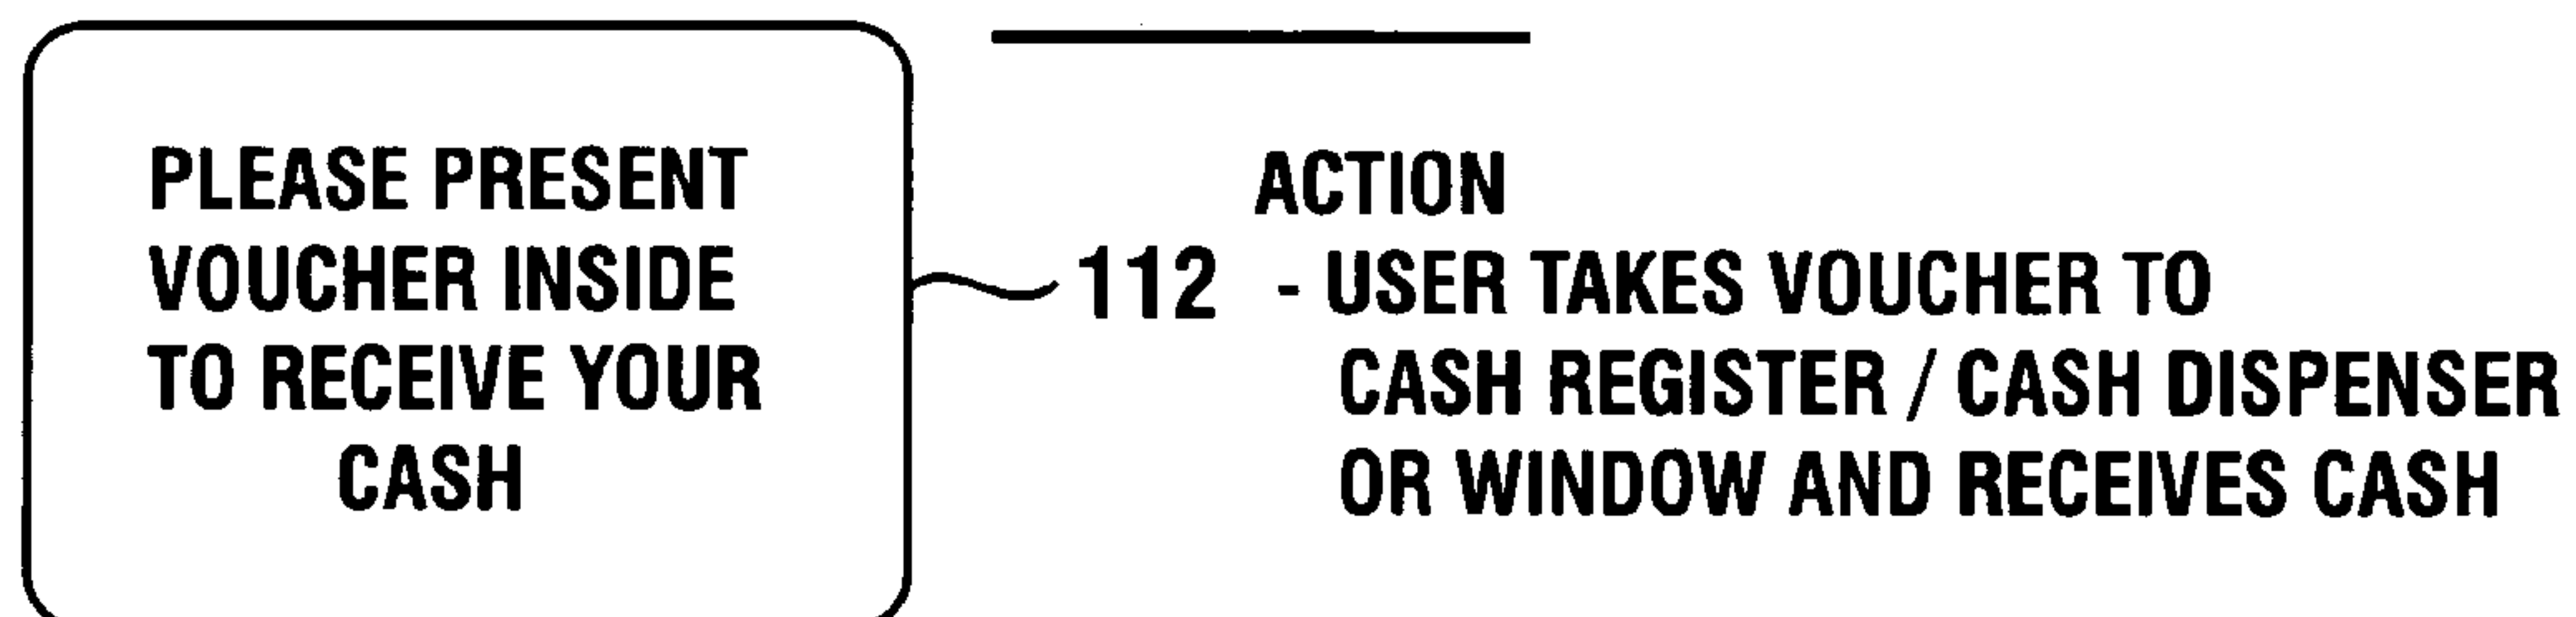 PLEASE PRESENT
VOUCHER INSIDE
TO RECEIVE YOUR
CASH
112
ACTION
- USER TAKES VOUCHER TO
CASH REGISTER / CASH DISPENSER
OR WINDOW AND RECEIVES CASH